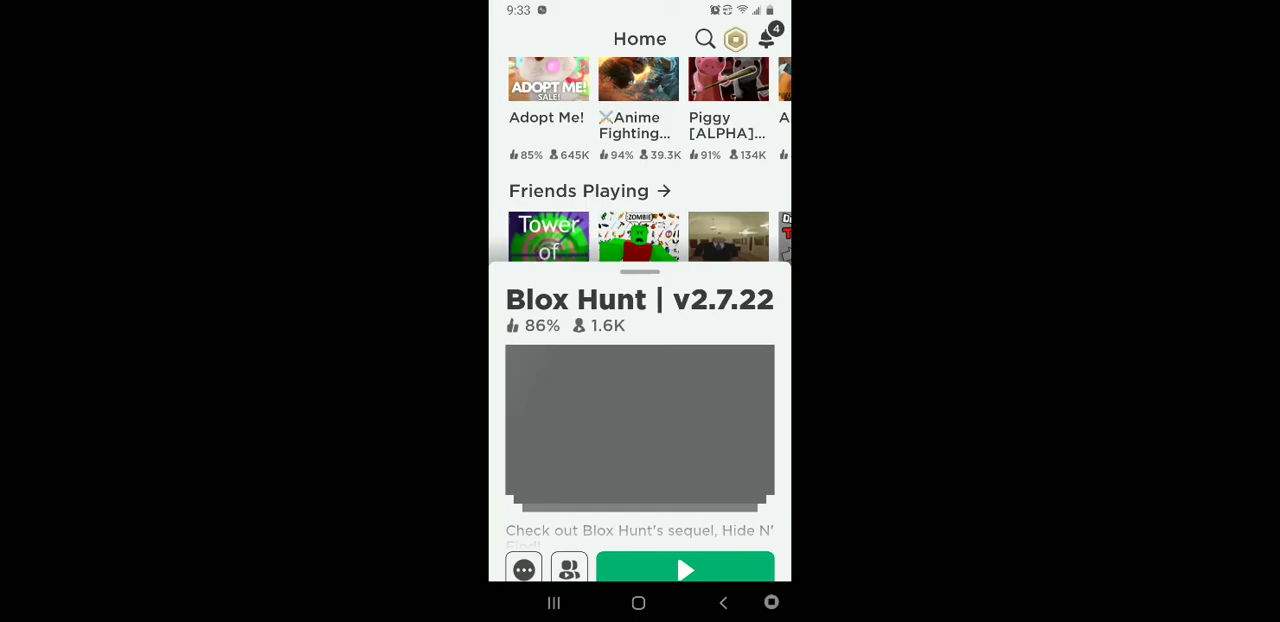 9:33
Home
4
ADOPT ME!
SALE!
Adopt Me!
⚔️Anime
Fighting...
Piggy
[ALPHA]...
A
85% 645K
94% 39.3K
91% 134K
Friends Playing →
Tower
of
ZOMBIE
Blox Hunt | v2.7.22
86% 1.6K
Check out Blox Hunt's sequel, Hide N'
Find!